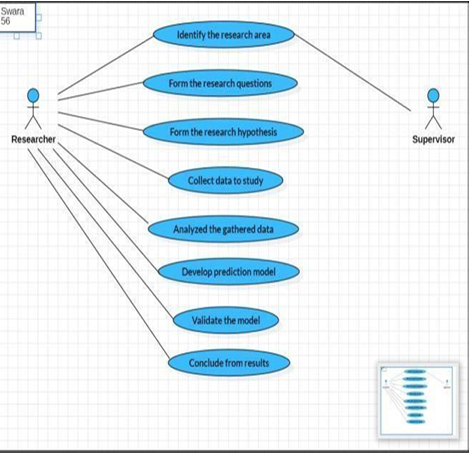 Swara
56
Identify the research area
Form the research questions
Form the research hypothesis
Researcher
Supervisor
Collect data to study
Analyzed the gathered data
Develop prediction model
Validate the model
Conclude from results